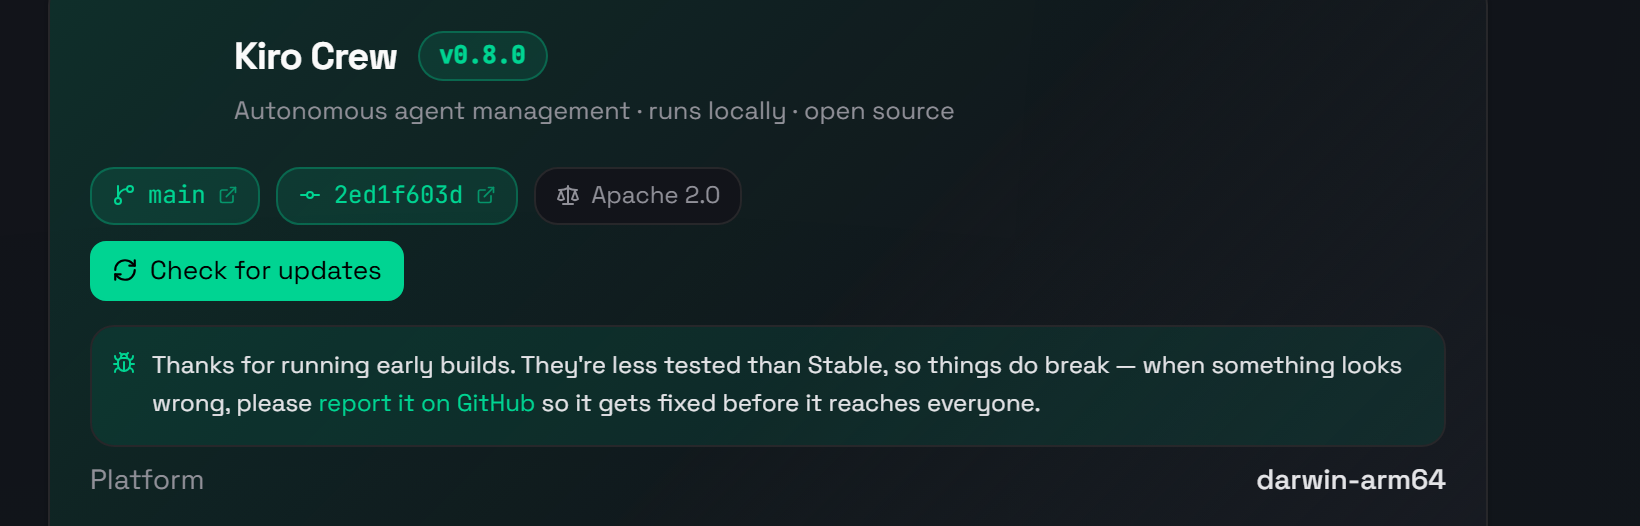 Kiro Crew v0.8.0
Autonomous agent management · runs locally · open source
main 2ed1f603d Apache 2.0
Check for updates
Thanks for running early builds. They're less tested than Stable, so things do break — when something looks
wrong, please report it on GitHub so it gets fixed before it reaches everyone.
Platform darwin-arm64